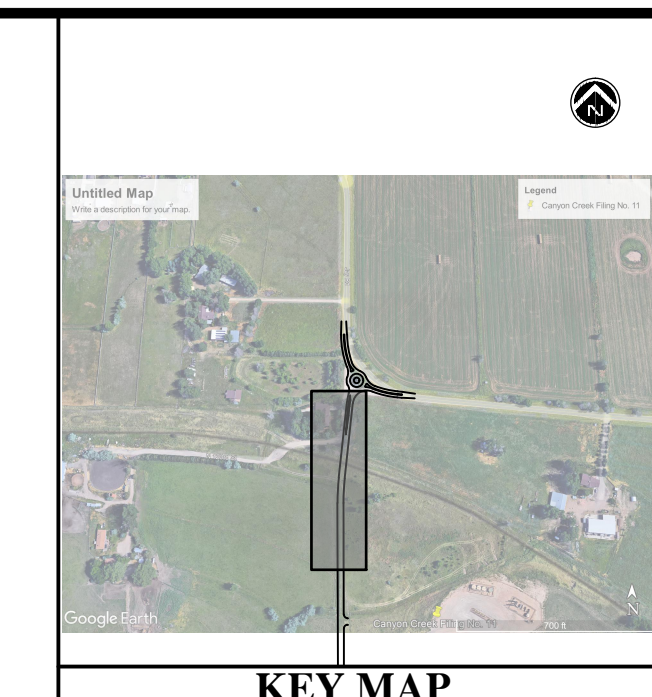 N
Untitled Map
Write a description for your map.
Legend
Canyon Creek Filing No. 11
Google Earth
Canyon Creek Filing No. 11
700 ft
N
KEY MAP